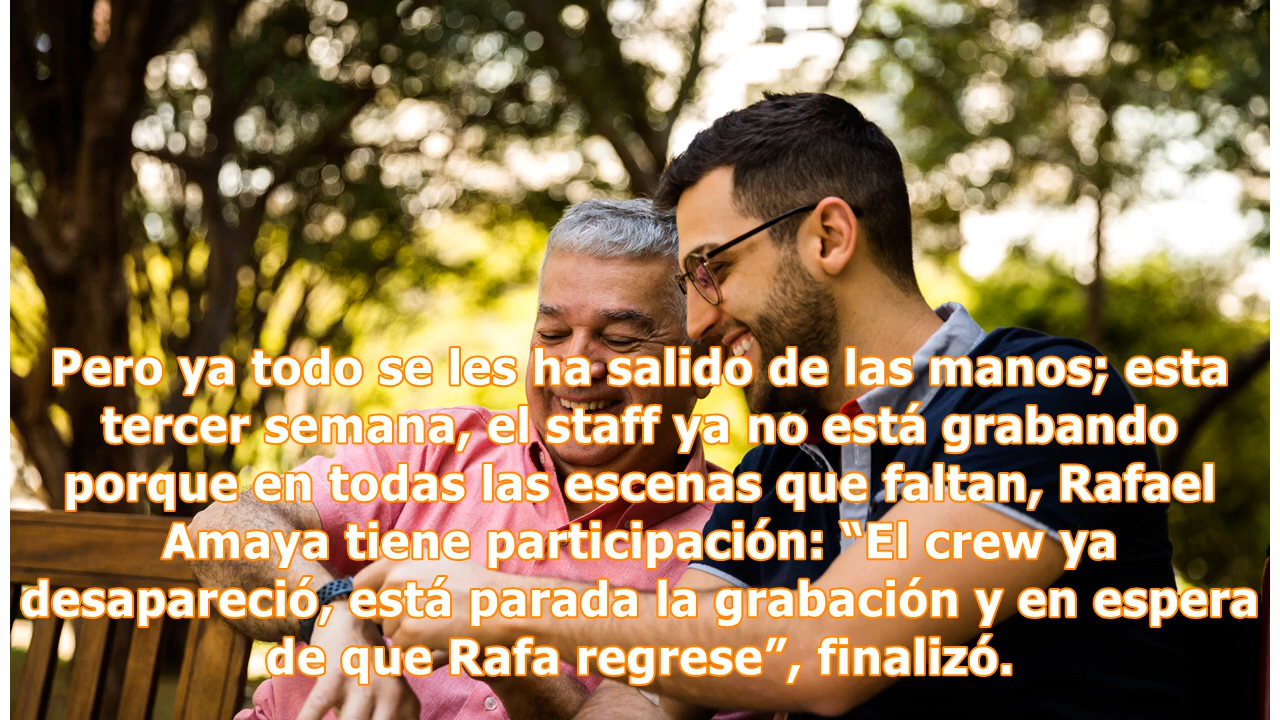 Pero ya todo se les ha salido de las manos; esta
tercer semana, el staff ya no está grabando
porque en todas las escenas que faltan, Rafael
Amaya tiene participación: “El crew ya
desapareció, está parada la grabación y en espera
de que Rafa regrese”, finalizó.